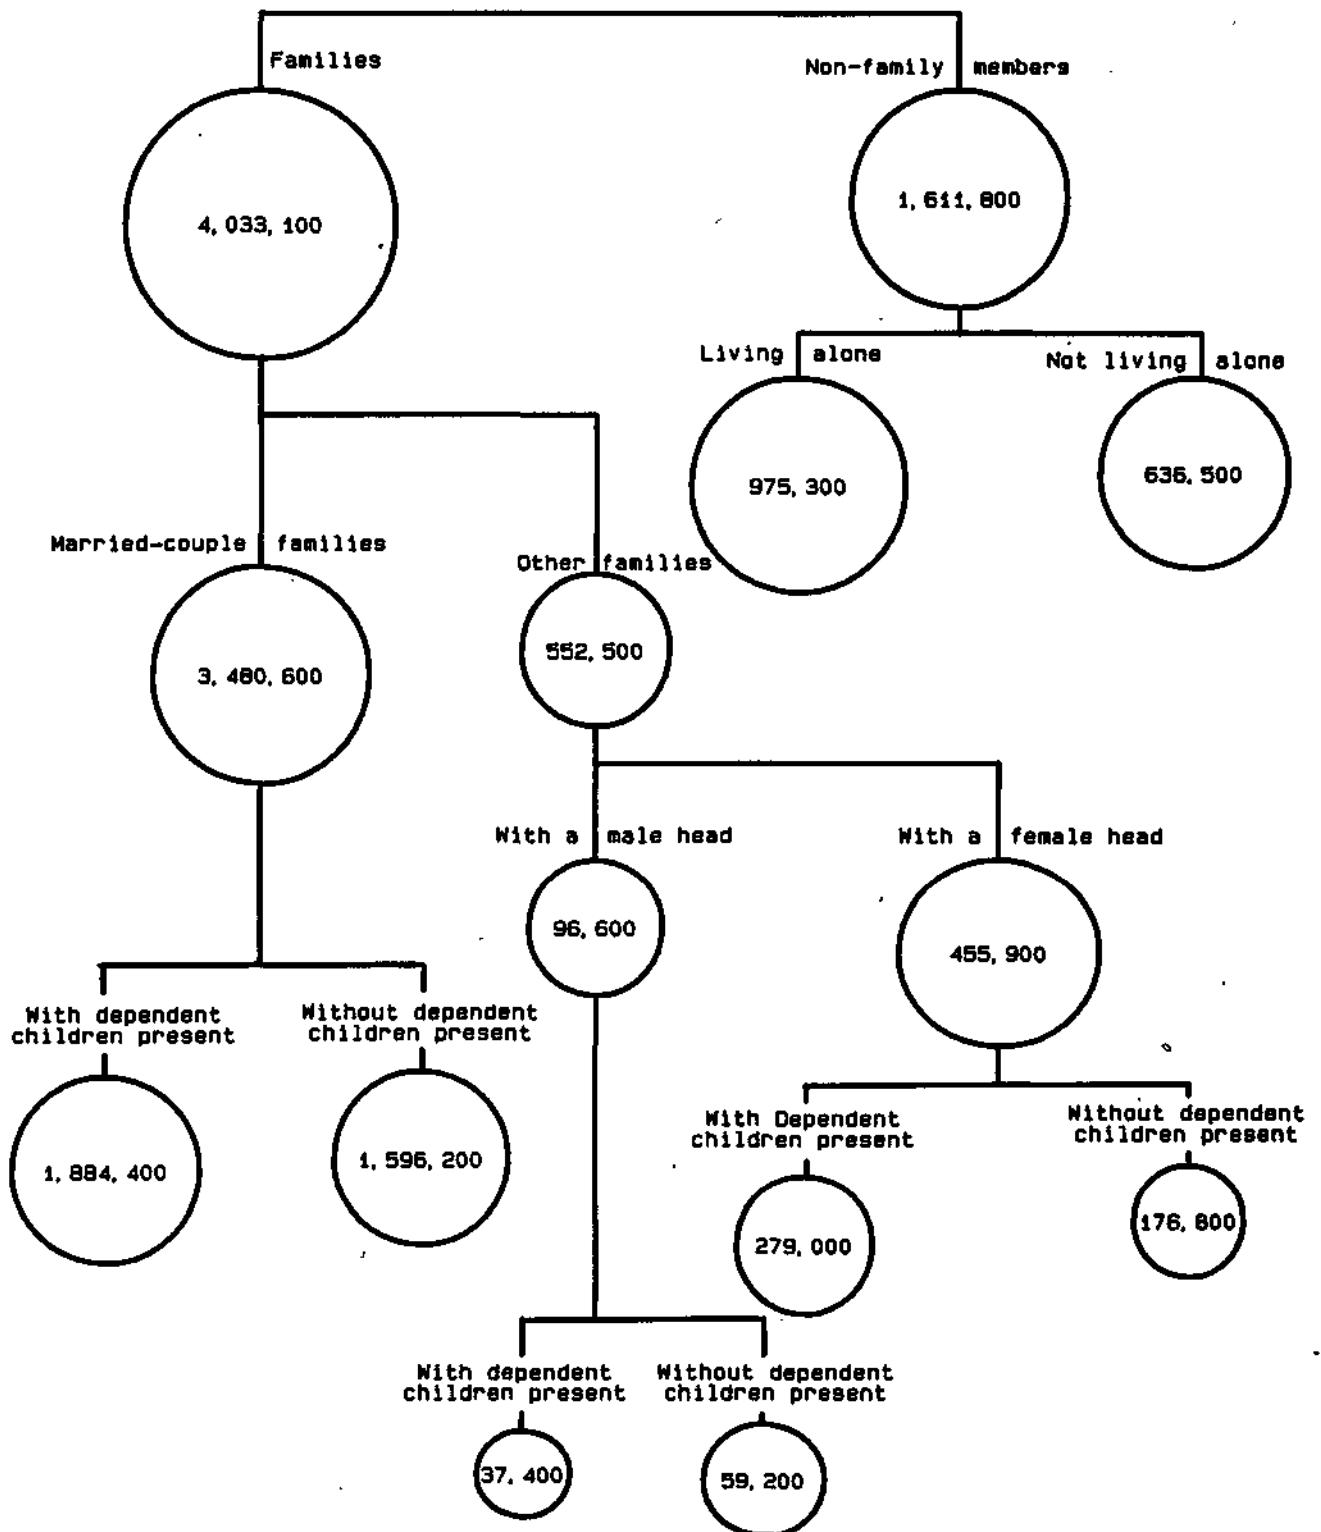 Families
Non-family members
4, 033, 100
1, 611, 800
Living alone
Not living alone
975, 300
636, 500
Married-couple families
Other families
3, 480, 600
552, 500
With a male head
With a female head
96, 600
455, 900
With dependent
children present
Without dependent
children present
1, 884, 400
1, 596, 200
With Dependent
children present
Without dependent
children present
279, 000
176, 800
With dependent
children present
Without dependent
children present
37, 400
59, 200